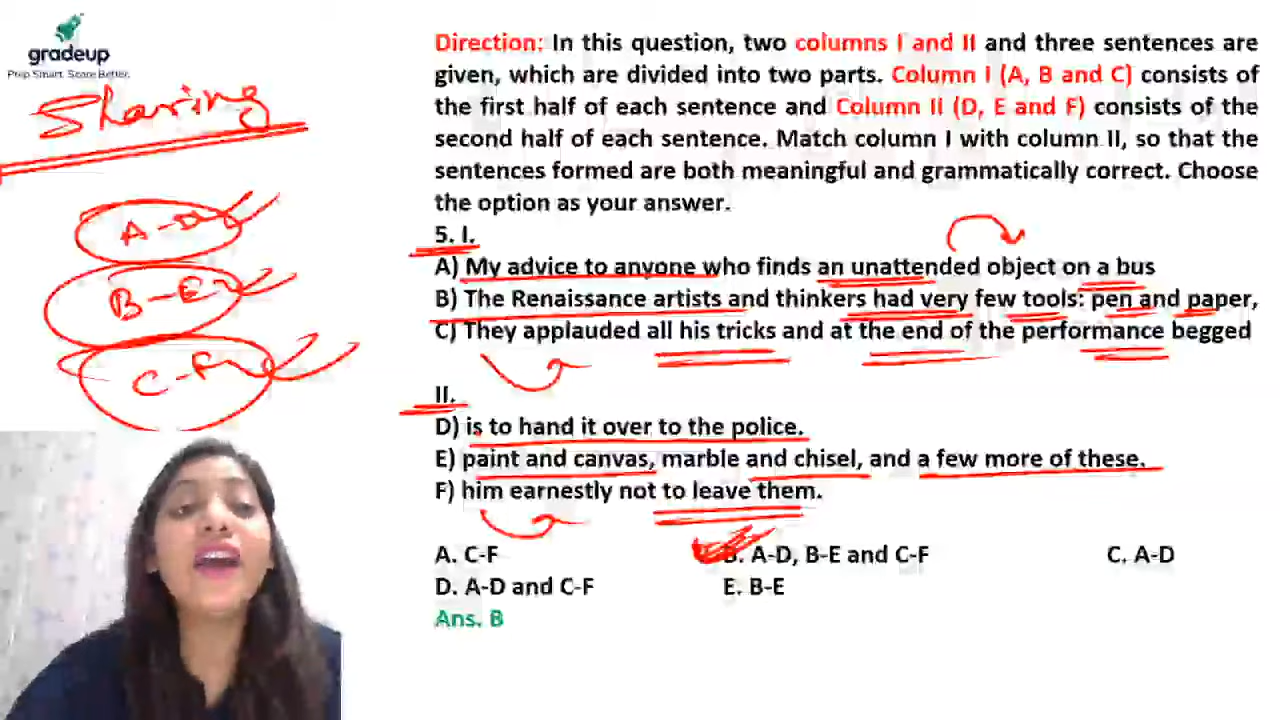 gradeup
Prep Smart. Score Better.
Sharing
A-D
B-E
C-F
Direction: In this question, two columns I and II and three sentences are
given, which are divided into two parts. Column I (A, B and C) consists of
the first half of each sentence and Column II (D, E and F) consists of the
second half of each sentence. Match column I with column II, so that the
sentences formed are both meaningful and grammatically correct. Choose
the option as your answer.
5. I.
A) My advice to anyone who finds an unattended object on a bus
B) The Renaissance artists and thinkers had very few tools: pen and paper,
C) They applauded all his tricks and at the end of the performance begged
II.
D) is to hand it over to the police.
E) paint and canvas, marble and chisel, and a few more of these.
F) him earnestly not to leave them.
A. C-F B. A-D, B-E and C-F C. A-D
D. A-D and C-F E. B-E
Ans. B